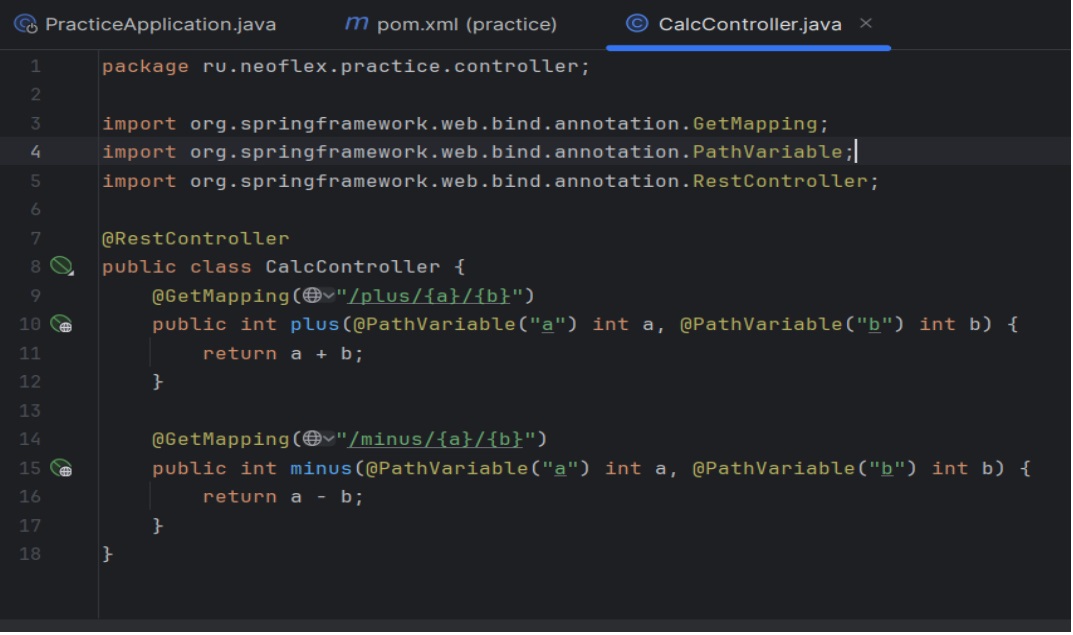 PracticeApplication.java m pom.xml (practice) CalcController.java
1 package ru.neoflex.practice.controller;
2
3 import org.springframework.web.bind.annotation.GetMapping;
4 import org.springframework.web.bind.annotation.PathVariable;
5 import org.springframework.web.bind.annotation.RestController;
6
7 @RestController
8 public class CalcController {
9 @GetMapping("/plus/{a}/{b}")
10 public int plus(@PathVariable("a") int a, @PathVariable("b") int b) {
11 return a + b;
12 }
13
14 @GetMapping("/minus/{a}/{b}")
15 public int minus(@PathVariable("a") int a, @PathVariable("b") int b) {
16 return a - b;
17 }
18 }